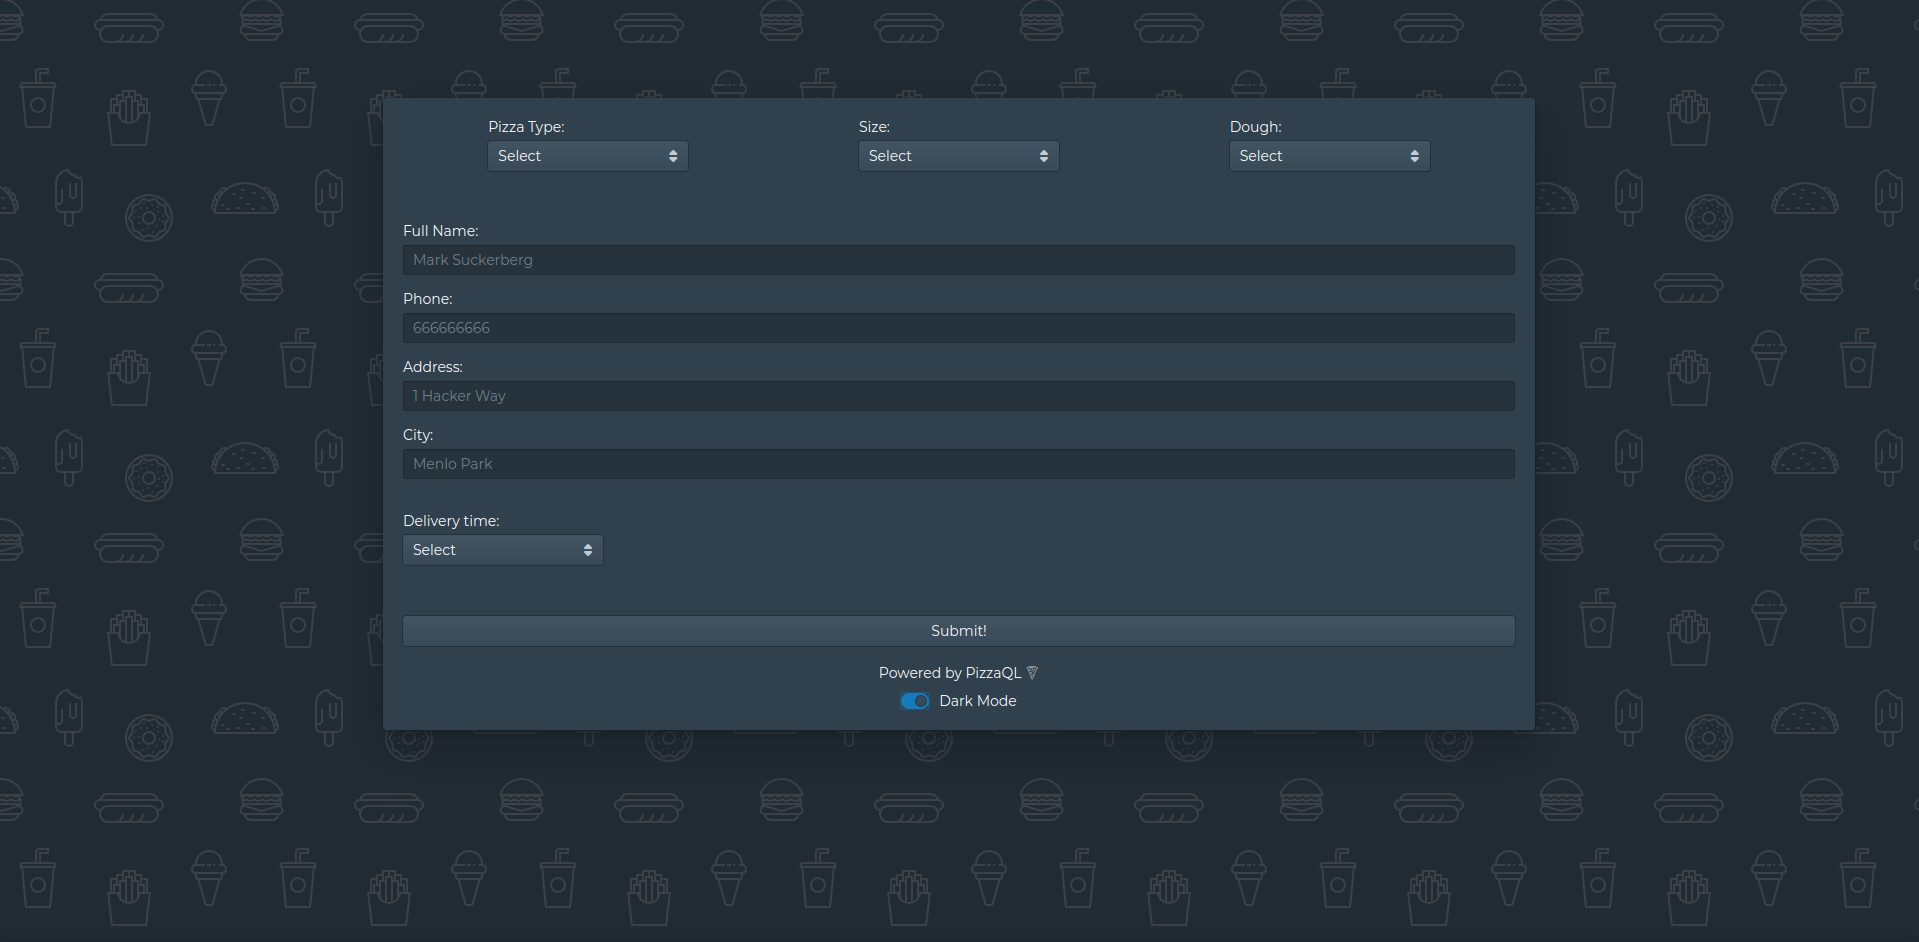 Pizza Type: Size: Dough:
Select Select Select
Full Name:
Mark Suckerberg
Phone:
666666666
Address:
1 Hacker Way
City:
Menlo Park
Delivery time:
Select
Submit!
Powered by PizzaQL
Dark Mode